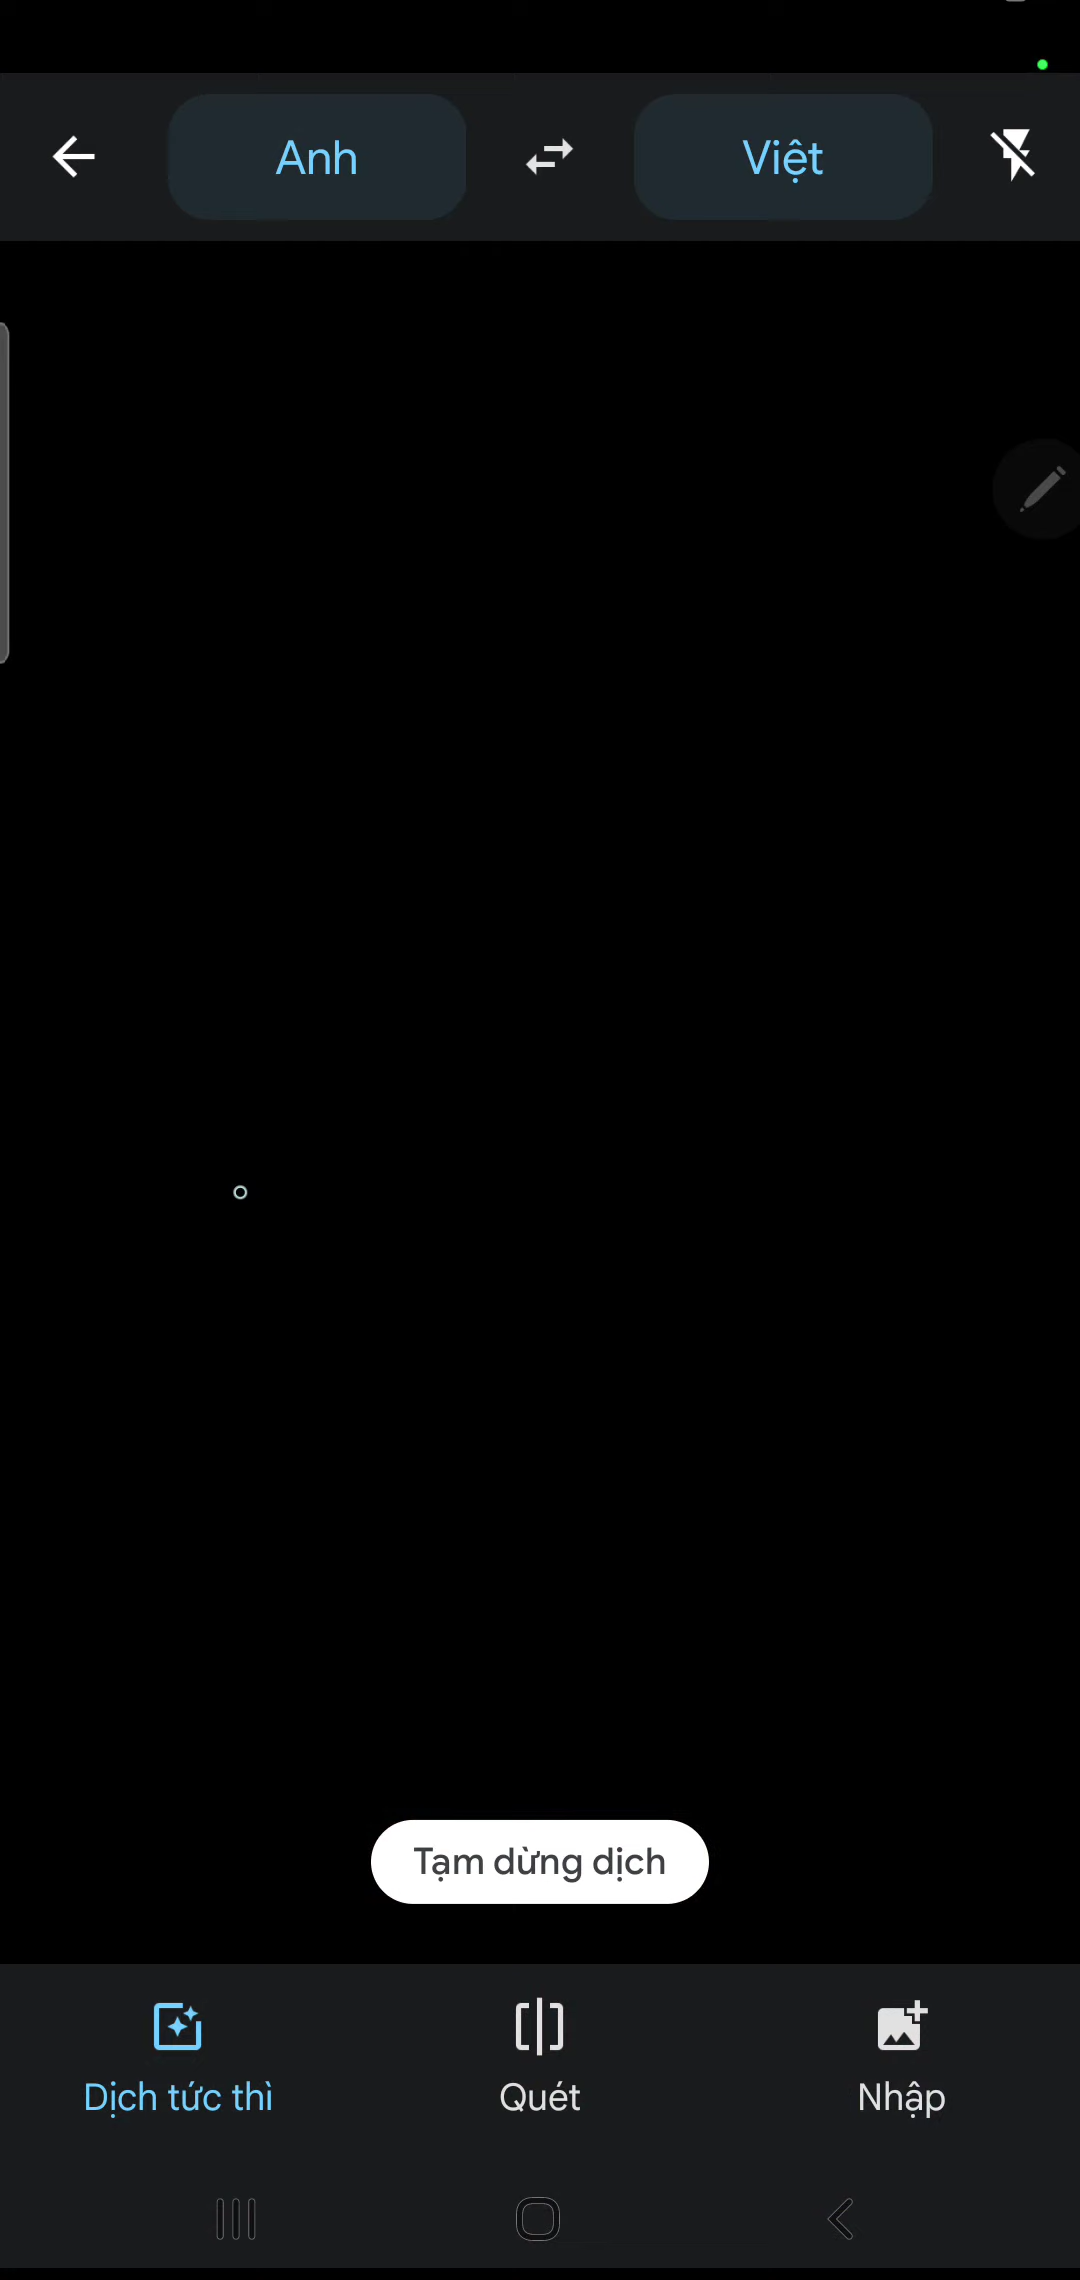 Anh
Việt
Tạm dừng dịch
Dịch tức thì
Quét
Nhập